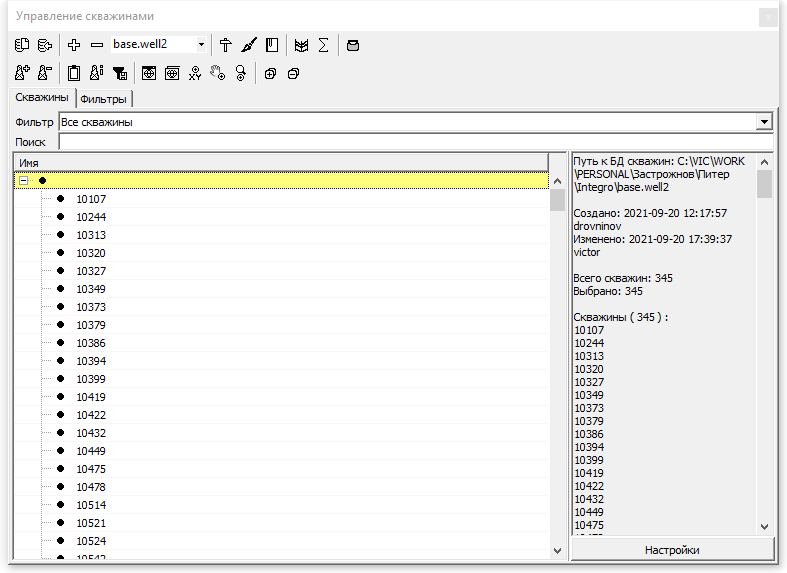 Управление скважинами
base.well2
Скважины
Фильтры
Фильтр
Все скважины
Поиск
Имя
10107
10244
10313
10320
10327
10349
10373
10379
10386
10394
10399
10419
10422
10432
10449
10475
10478
10514
10521
10524
10542
Путь к БД скважин: C:\VIC\WORK
\PERSONAL\Застрожнов\Питер
\Integro\base.well2
Создано: 2021-09-20 12:17:57
drovninov
Изменено: 2021-09-20 17:39:37
victor
Всего скважин: 345
Выбрано: 345
Скважины ( 345 ) :
10107
10244
10313
10320
10327
10349
10373
10379
10386
10394
10399
10419
10422
10432
10449
10475
Настройки